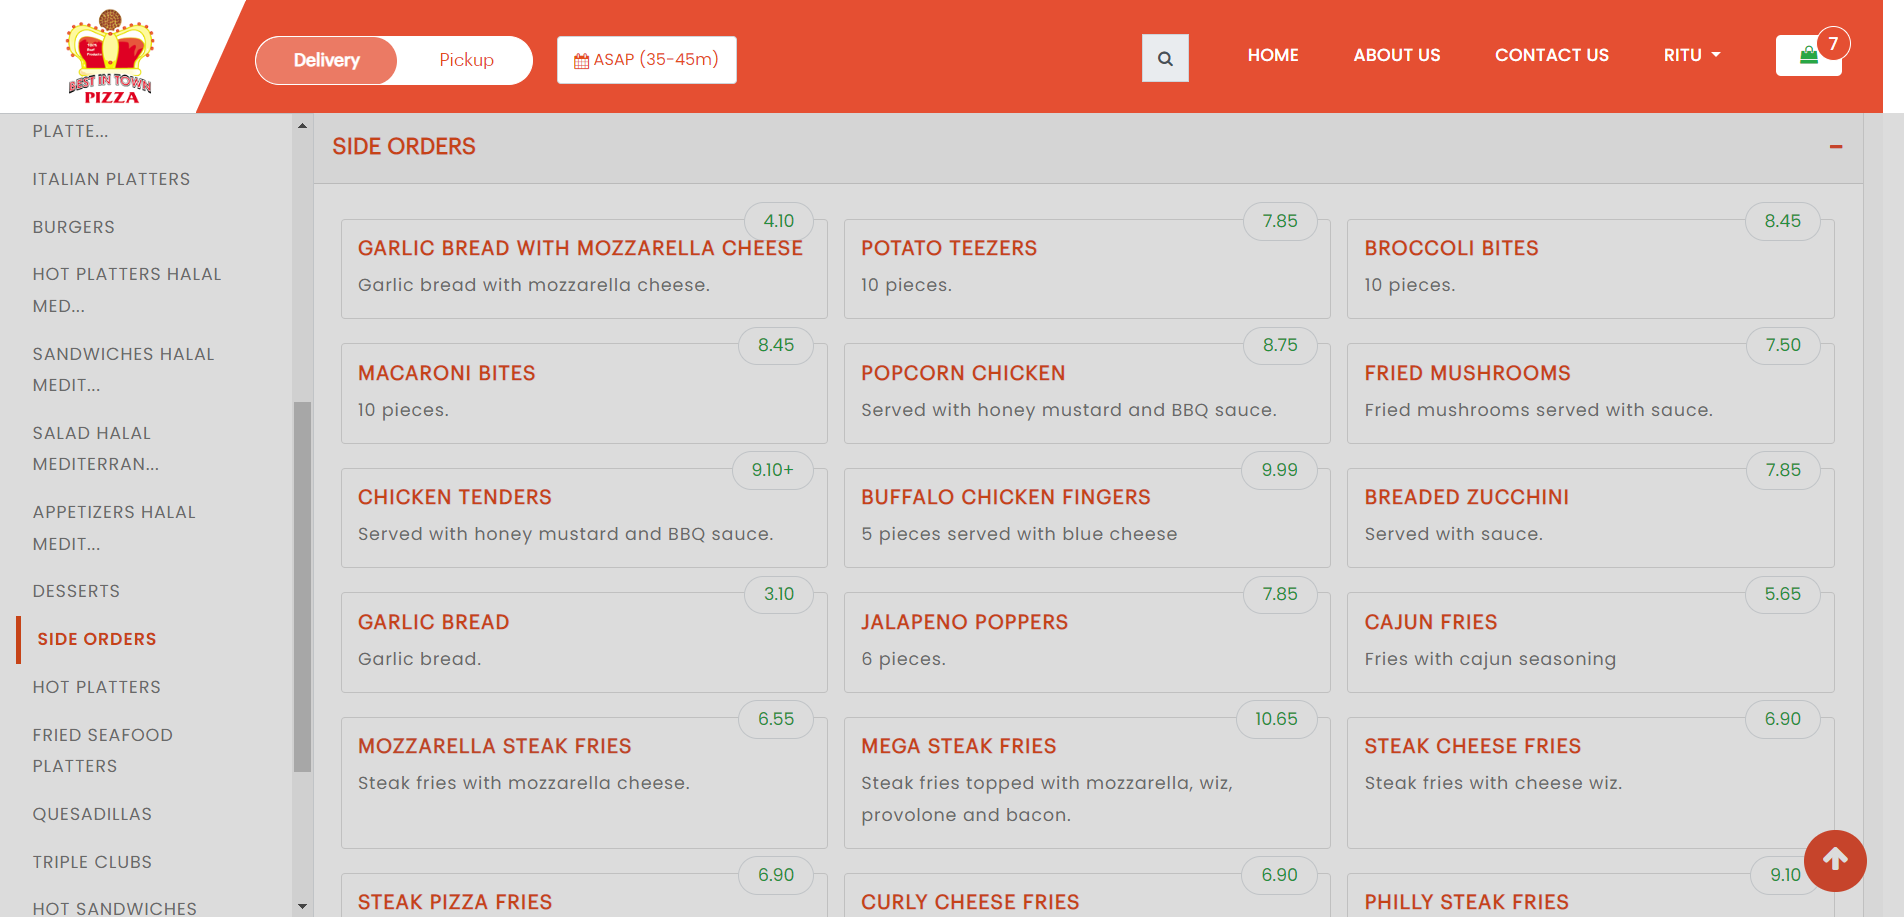 BEST IN TOWN
PIZZA
Delivery
Pickup
ASAP (35-45m)
HOME
ABOUT US
CONTACT US
RITU
7
PLATTE...
ITALIAN PLATTERS
BURGERS
HOT PLATTERS HALAL
MED...
SANDWICHES HALAL
MEDIT...
SALAD HALAL
MEDITERRAN...
APPETIZERS HALAL
MEDIT...
DESSERTS
SIDE ORDERS
HOT PLATTERS
FRIED SEAFOOD
PLATTERS
QUESADILLAS
TRIPLE CLUBS
HOT SANDWICHES
SIDE ORDERS
4.10
GARLIC BREAD WITH MOZZARELLA CHEESE
Garlic bread with mozzarella cheese.
7.85
POTATO TEEZERS
10 pieces.
8.45
BROCCOLI BITES
10 pieces.
8.45
MACARONI BITES
10 pieces.
8.75
POPCORN CHICKEN
Served with honey mustard and BBQ sauce.
7.50
FRIED MUSHROOMS
Fried mushrooms served with sauce.
9.10+
CHICKEN TENDERS
Served with honey mustard and BBQ sauce.
9.99
BUFFALO CHICKEN FINGERS
5 pieces served with blue cheese
7.85
BREADED ZUCCHINI
Served with sauce.
3.10
GARLIC BREAD
Garlic bread.
7.85
JALAPENO POPPERS
6 pieces.
5.65
CAJUN FRIES
Fries with cajun seasoning
6.55
MOZZARELLA STEAK FRIES
Steak fries with mozzarella cheese.
10.65
MEGA STEAK FRIES
Steak fries topped with mozzarella, wiz,
provolone and bacon.
6.90
STEAK CHEESE FRIES
Steak fries with cheese wiz.
6.90
STEAK PIZZA FRIES
6.90
CURLY CHEESE FRIES
9.10
PHILLY STEAK FRIES